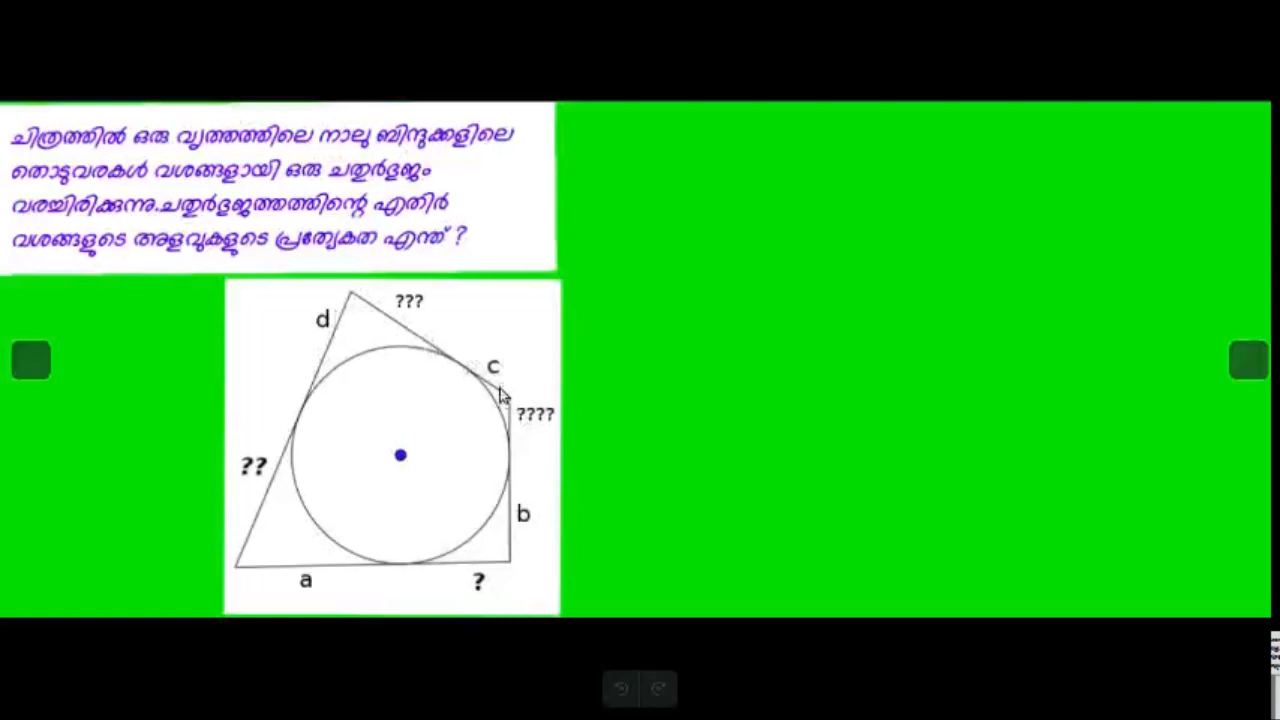 ചിത്രത്തിൽ ഒരു വൃത്തത്തിലെ നാലു ബിന്ദുക്കളിലെ
തൊടുവരകൾ വശങ്ങളായി ഒരു ചതുർഭുജം
വരച്ചിരിക്കുന്നു.ചതുർഭുജത്തത്തിന്റെ എതിർ
വശങ്ങളുടെ അളവുകളുടെ പ്രത്യേകത എന്ത് ?
d
???
c
????
??
b
a
?